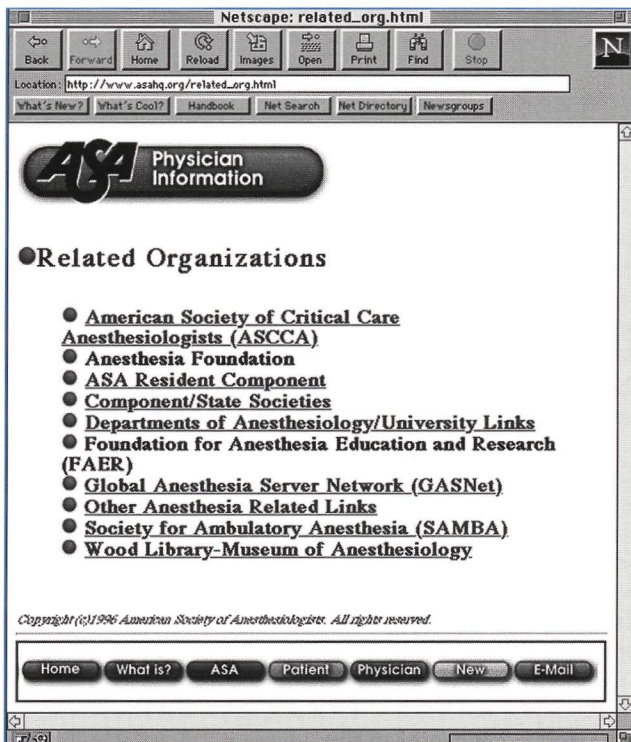 Netscape: related_org.html
Back Forward Home Reload Images Open Print Find Stop
N
Location: http://www.asahq.org/related_org.html
What's New? What's Cool? Handbook Net Search Net Directory Newsgroups
ASA Physician
Information
Related Organizations
American Society of Critical Care
Anesthesiologists (ASCCA)
Anesthesia Foundation
ASA Resident Component
Component/State Societies
Departments of Anesthesiology/University Links
Foundation for Anesthesia Education and Research
(FAER)
Global Anesthesia Server Network (GASNet)
Other Anesthesia Related Links
Society for Ambulatory Anesthesia (SAMBA)
Wood Library-Museum of Anesthesiology
Copyright (c)1996 American Society of Anesthesiologists. All rights reserved.
Home What is? ASA Patient Physician New E-Mail